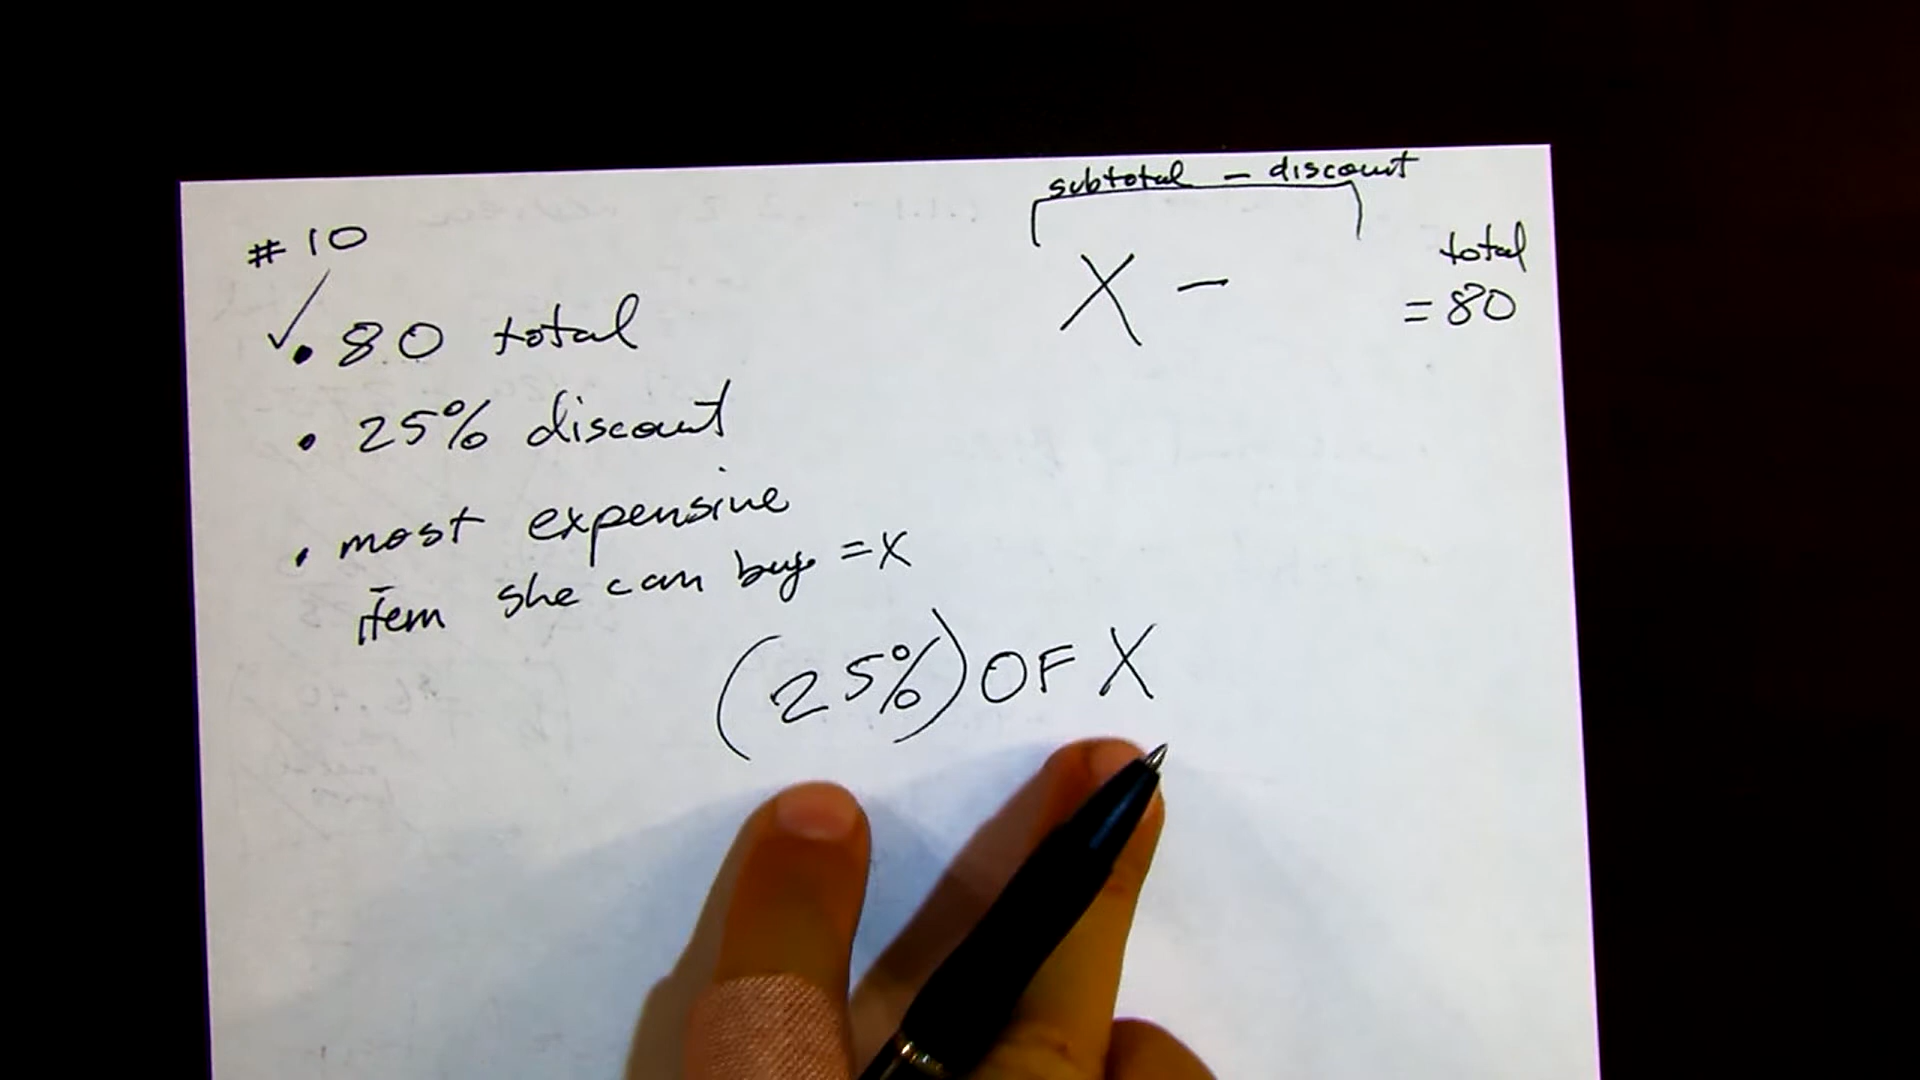 subtotal - discount
# 10
X - 
total
= 80
✓ • 80 total
• 25% discount
• most expensive
item she can buy = X
(25%) OF X